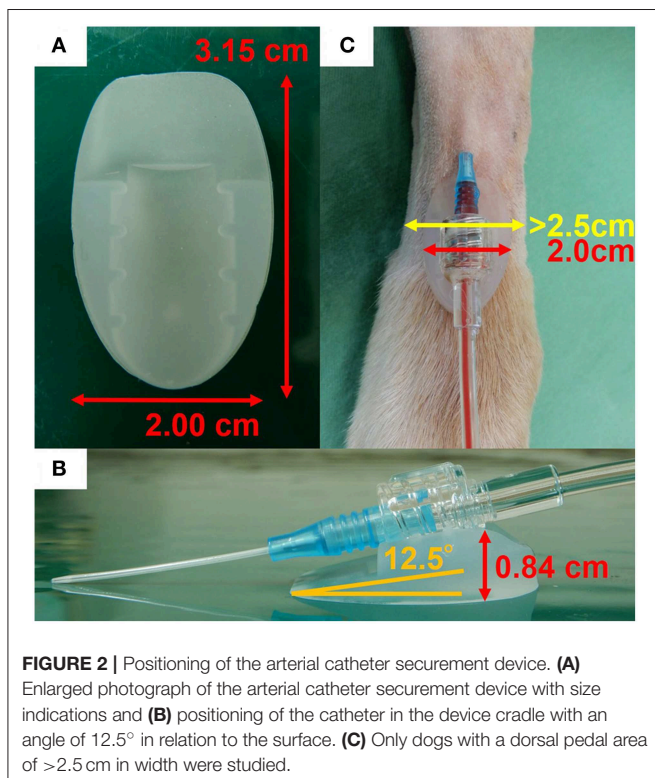 A
3.15 cm
2.00 cm
C
>2.5cm
2.0cm
B
12.5°
0.84 cm
FIGURE 2 | Positioning of the arterial catheter securement device. (A)
Enlarged photograph of the arterial catheter securement device with size
indications and (B) positioning of the catheter in the device cradle with an
angle of 12.5° in relation to the surface. (C) Only dogs with a dorsal pedal area
of >2.5 cm in width were studied.